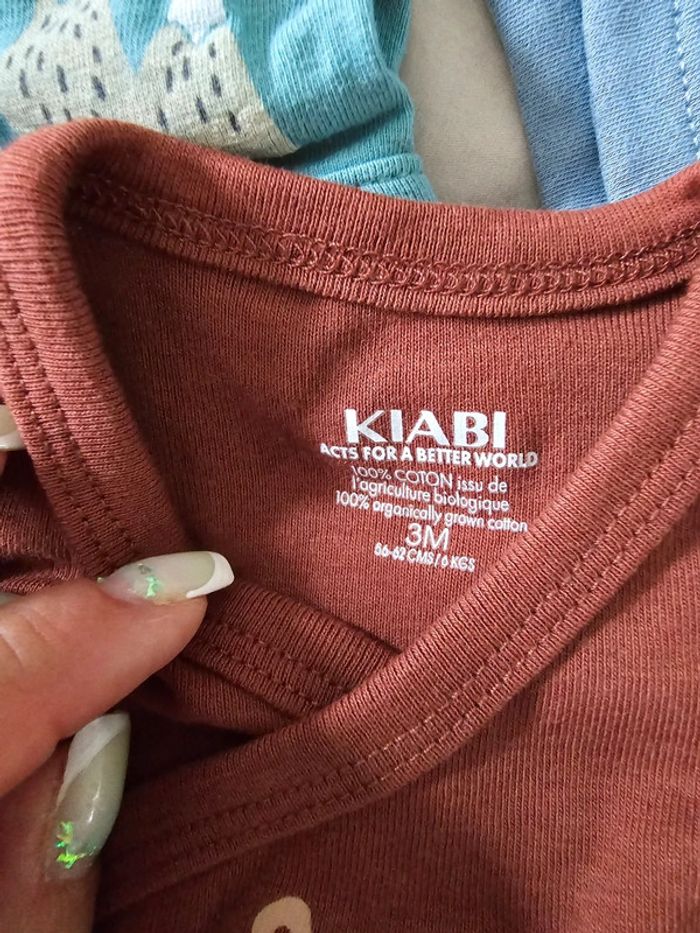 KIABI
ACTS FOR A BETTER WORLD
100% COTON issu de
l'agriculture biologique
100% organically grown cotton
3M
56-62 CMS/6 KGS